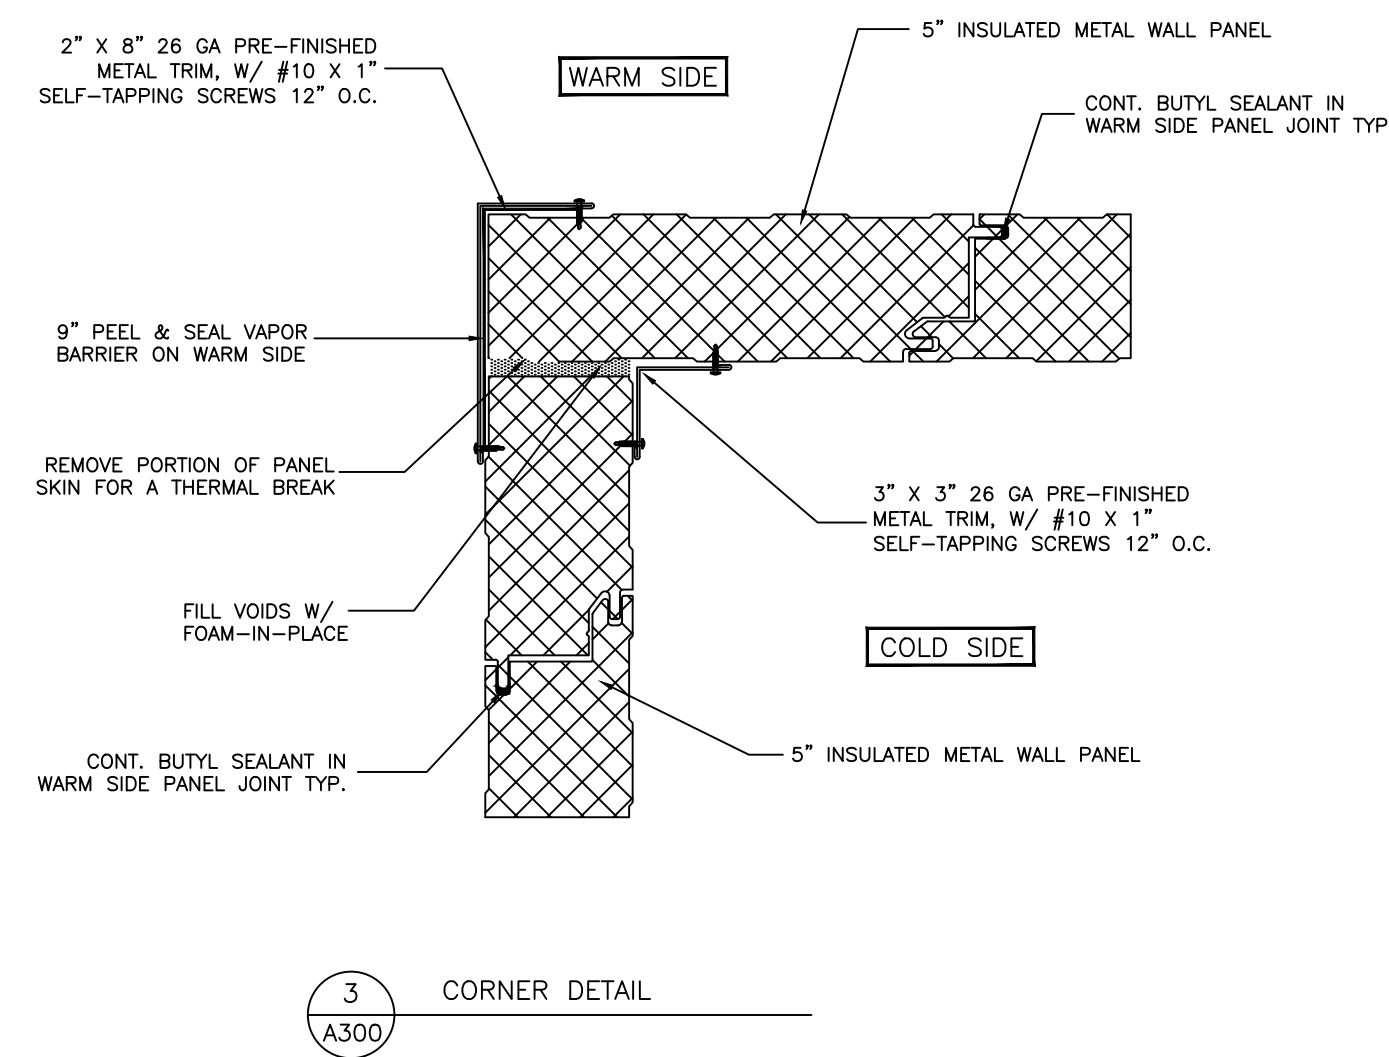 2” X 8” 26 GA PRE-FINISHED
METAL TRIM, W/ #10 X 1”
SELF-TAPPING SCREWS 12” O.C.
WARM SIDE
5” INSULATED METAL WALL PANEL
CONT. BUTYL SEALANT IN
WARM SIDE PANEL JOINT TYP
9” PEEL & SEAL VAPOR
BARRIER ON WARM SIDE
REMOVE PORTION OF PANEL
SKIN FOR A THERMAL BREAK
3” X 3” 26 GA PRE-FINISHED
METAL TRIM, W/ #10 X 1”
SELF-TAPPING SCREWS 12” O.C.
FILL VOIDS W/
FOAM-IN-PLACE
COLD SIDE
CONT. BUTYL SEALANT IN
WARM SIDE PANEL JOINT TYP.
5” INSULATED METAL WALL PANEL
3
A300
CORNER DETAIL